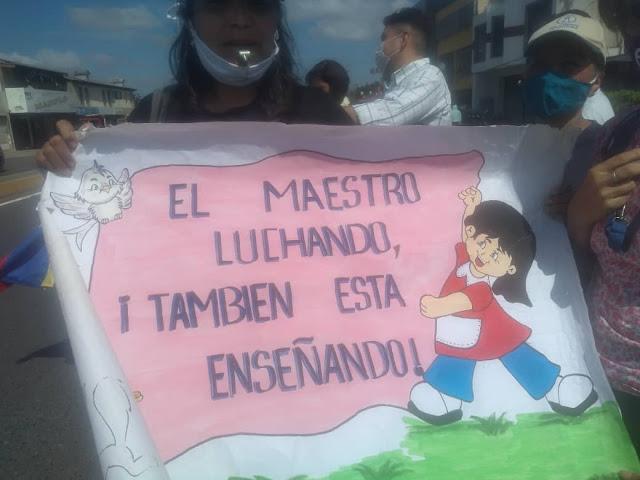 EL MAESTRO
LUCHANDO,
¡TAMBIEN ESTA
ENSEÑANDO!